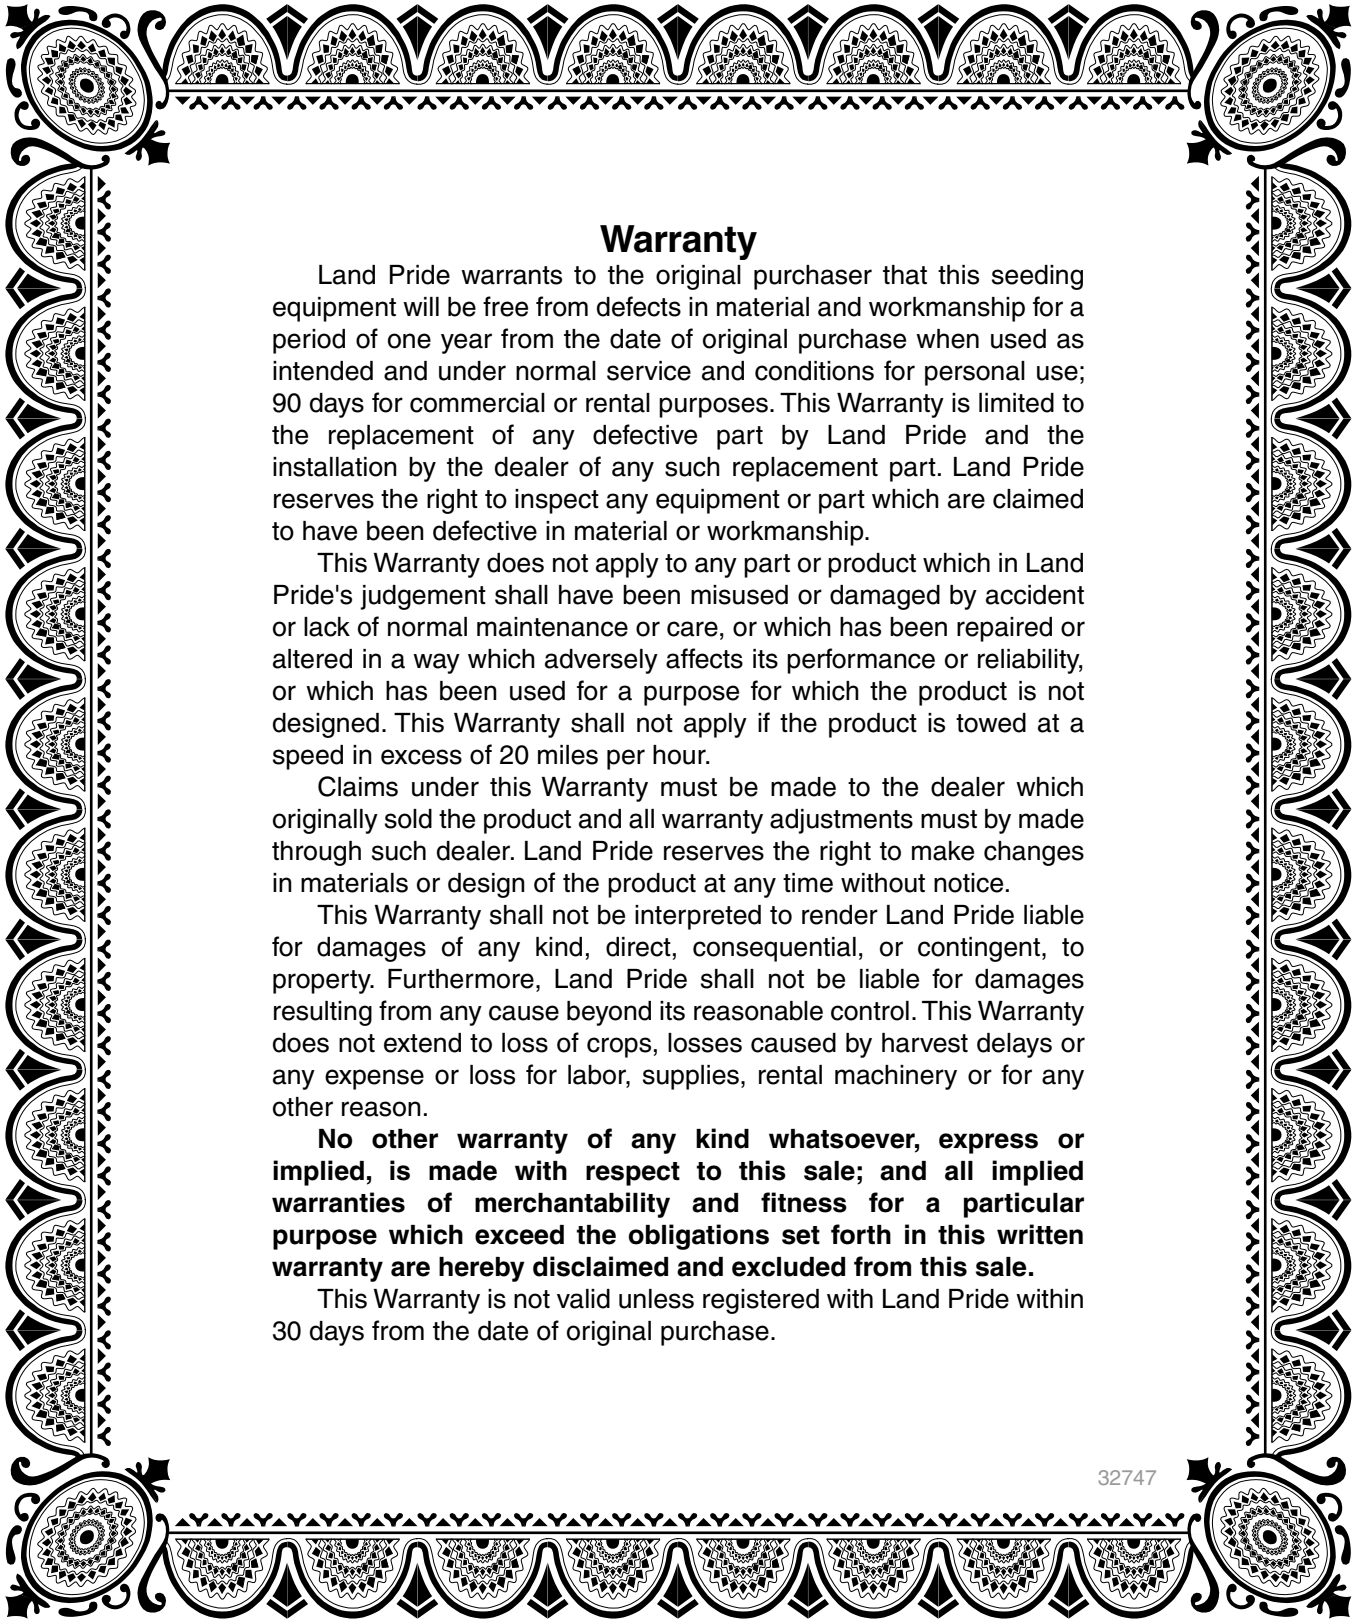 Warranty
Land Pride warrants to the original purchaser that this seeding
equipment will be free from defects in material and workmanship for a
period of one year from the date of original purchase when used as
intended and under normal service and conditions for personal use;
90 days for commercial or rental purposes. This Warranty is limited to
the replacement of any defective part by Land Pride and the
installation by the dealer of any such replacement part. Land Pride
reserves the right to inspect any equipment or part which are claimed
to have been defective in material or workmanship.
This Warranty does not apply to any part or product which in Land
Pride's judgement shall have been misused or damaged by accident
or lack of normal maintenance or care, or which has been repaired or
altered in a way which adversely affects its performance or reliability,
or which has been used for a purpose for which the product is not
designed. This Warranty shall not apply if the product is towed at a
speed in excess of 20 miles per hour.
Claims under this Warranty must be made to the dealer which
originally sold the product and all warranty adjustments must by made
through such dealer. Land Pride reserves the right to make changes
in materials or design of the product at any time without notice.
This Warranty shall not be interpreted to render Land Pride liable
for damages of any kind, direct, consequential, or contingent, to
property. Furthermore, Land Pride shall not be liable for damages
resulting from any cause beyond its reasonable control. This Warranty
does not extend to loss of crops, losses caused by harvest delays or
any expense or loss for labor, supplies, rental machinery or for any
other reason.
No other warranty of any kind whatsoever, express or
implied, is made with respect to this sale; and all implied
warranties of merchantability and fitness for a particular
purpose which exceed the obligations set forth in this written
warranty are hereby disclaimed and excluded from this sale.
This Warranty is not valid unless registered with Land Pride within
30 days from the date of original purchase.
32747